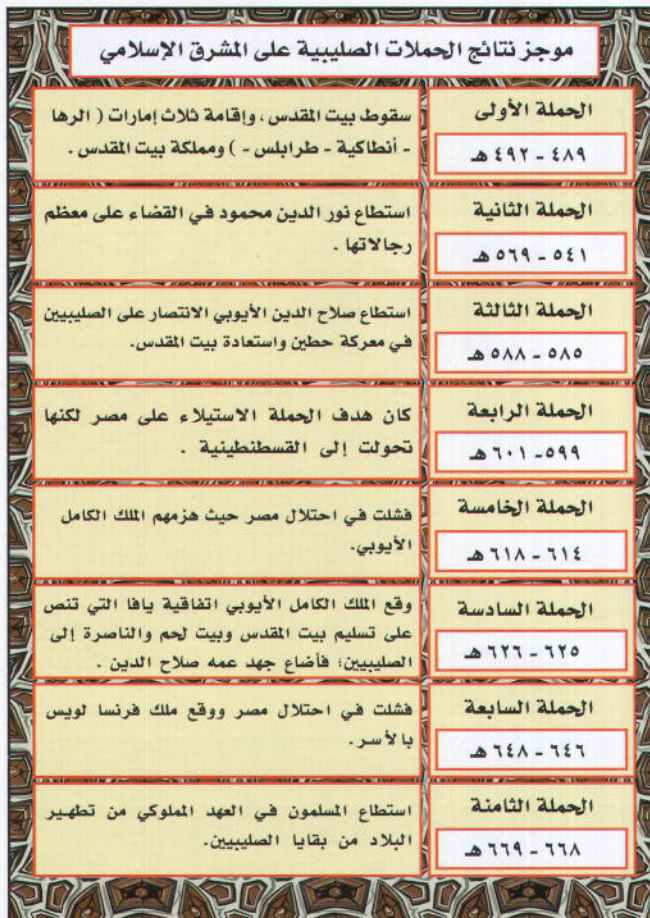 موجز نتائج الحملات الصليبية على المشرق الإسلامي
الحملة الأولى
٤٨٩ - ٤٩٢ هـ
سقوط بيت المقدس، وإقامة ثلاث إمارات ( الرها
- أنطاكية - طرابلس - ) ومملكة بيت المقدس .
الحملة الثانية
٥٤١ - ٥٦٩ هـ
استطاع نور الدين محمود في القضاء على معظم
رجالاتها .
الحملة الثالثة
٥٨٥ - ٥٨٨ هـ
استطاع صلاح الدين الأيوبي الانتصار على الصليبيين
في معركة حطين واستعادة بيت المقدس.
الحملة الرابعة
٥٩٩- ٦٠١ هـ
كان هدف الحملة الاستيلاء على مصر لكنها
تحولت إلى القسطنطينية .
الحملة الخامسة
٦١٤ - ٦١٨ هـ
فشلت في احتلال مصر حيث هزمهم الملك الكامل
الأيوبي.
الحملة السادسة
٦٢٥ - ٦٢٦ هـ
وقع الملك الكامل الأيوبي اتفاقية يافا التي تنص
على تسليم بيت المقدس وبيت لحم والناصرة إلى
الصليبيين؛ فأضاع جهد عمه صلاح الدين .
الحملة السابعة
٦٤٦ - ٦٤٨ هـ
فشلت في احتلال مصر ووقع ملك فرنسا لويس
بالأسر.
الحملة الثامنة
٦٦٨ - ٦٦٩ هـ
استطاع المسلمون في العهد المملوكي من تطهير
البلاد من بقايا الصليبيين.